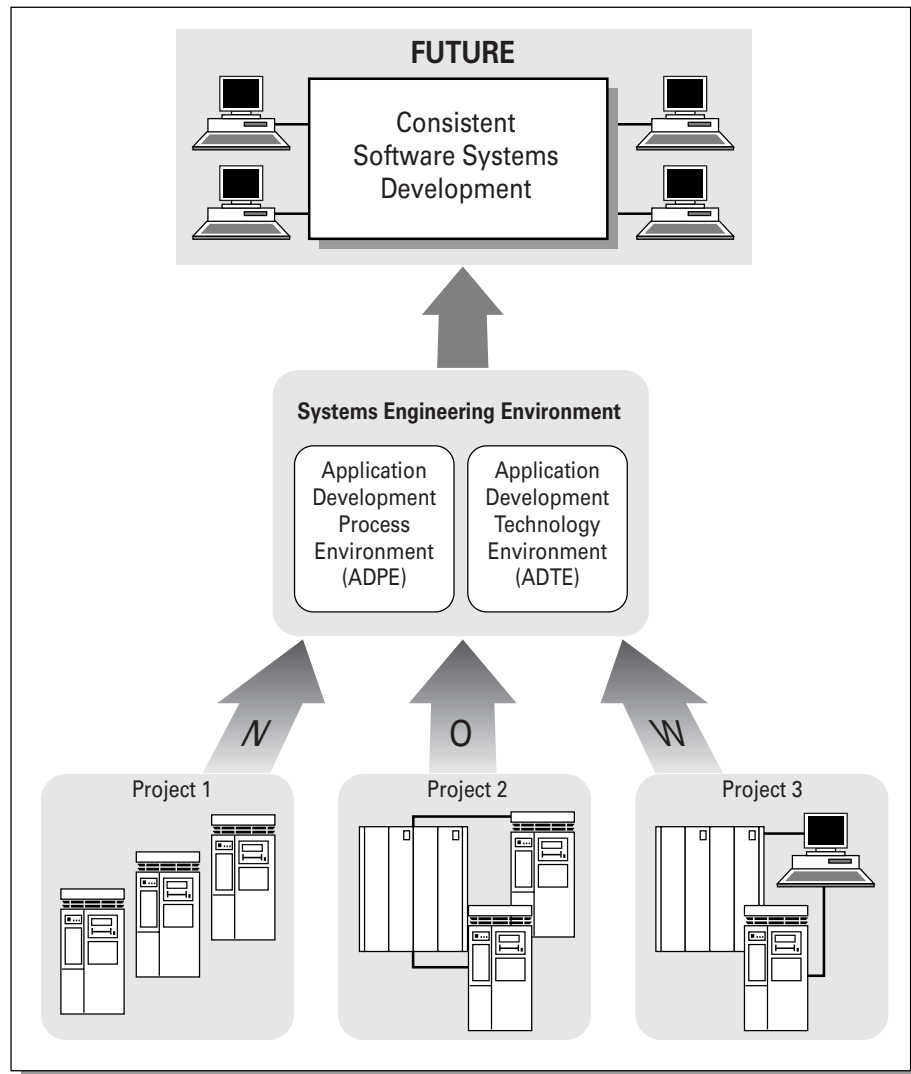 FUTURE
Consistent
Software Systems
Development
Systems Engineering Environment
Application
Development
Process
Environment
(ADPE)
Application
Development
Technology
Environment
(ADTE)
N O W
Project 1
Project 2
Project 3